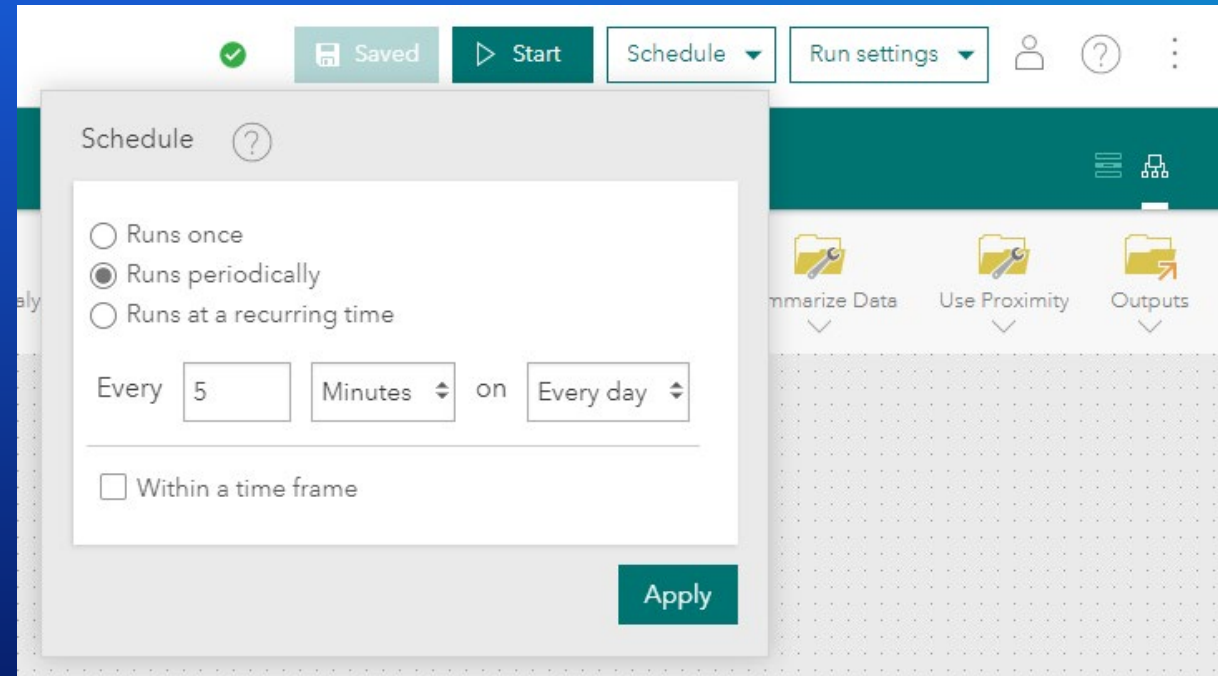 Saved
Start
Schedule
Run settings
Schedule
Runs once
Runs periodically
Runs at a recurring time
Every 5 Minutes on Every day
Within a time frame
Apply
aly
mmarize Data
Use Proximity
Outputs